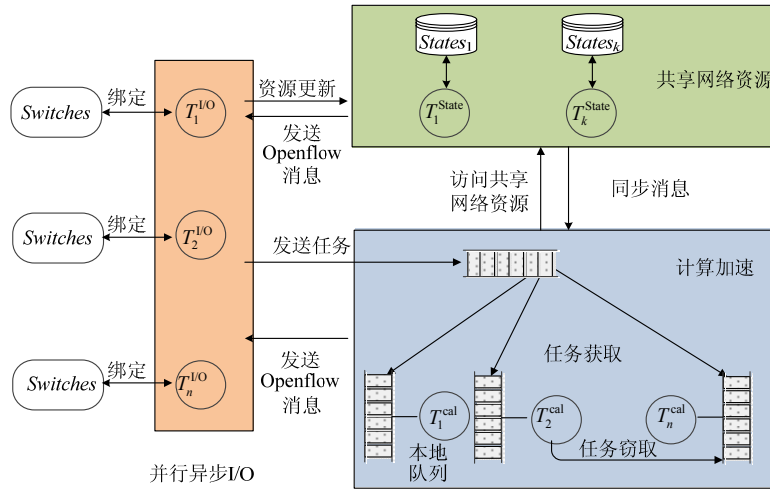 States1
Statesk
共享网络资源
T1State
TkState
资源更新
发送
Openflow
消息
Switches
绑定
T1I/O
访问共享
网络资源
同步消息
Switches
绑定
T2I/O
发送任务
计算加速
任务获取
发送
Openflow
消息
Switches
绑定
TnI/O
T1cal
T2cal
Tncal
本地
队列
任务窃取
并行异步I/O